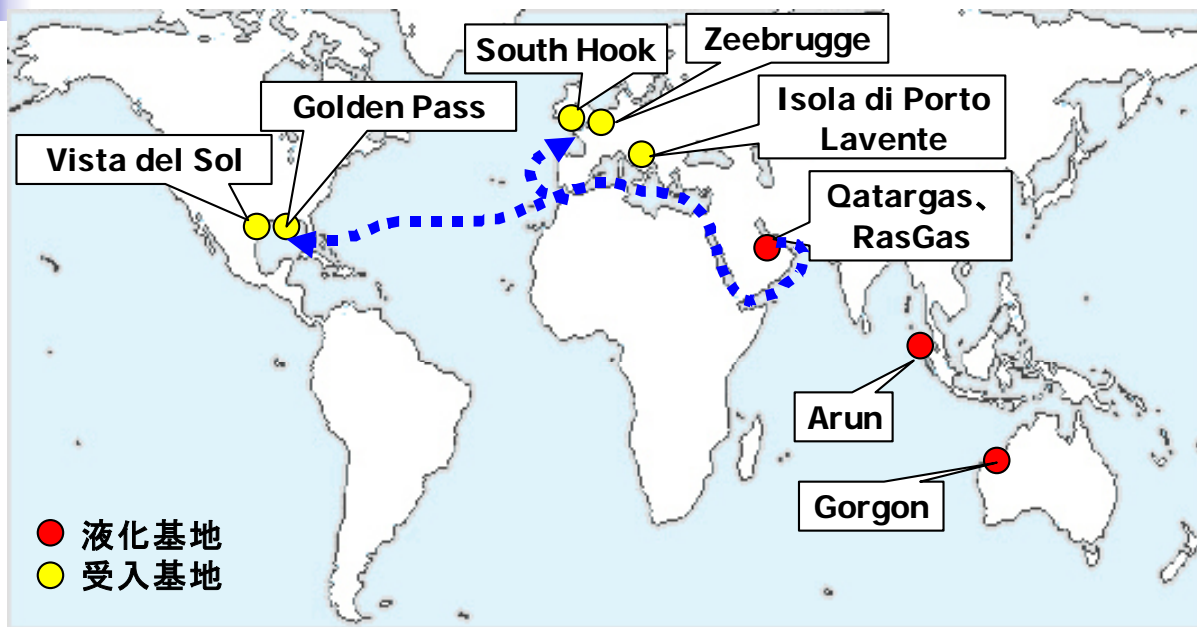 South Hook
Zeebrugge
Golden Pass
Isola di Porto
Lavente
Vista del Sol
Qatargas、
RasGas
Arun
Gorgon
液化基地
受入基地